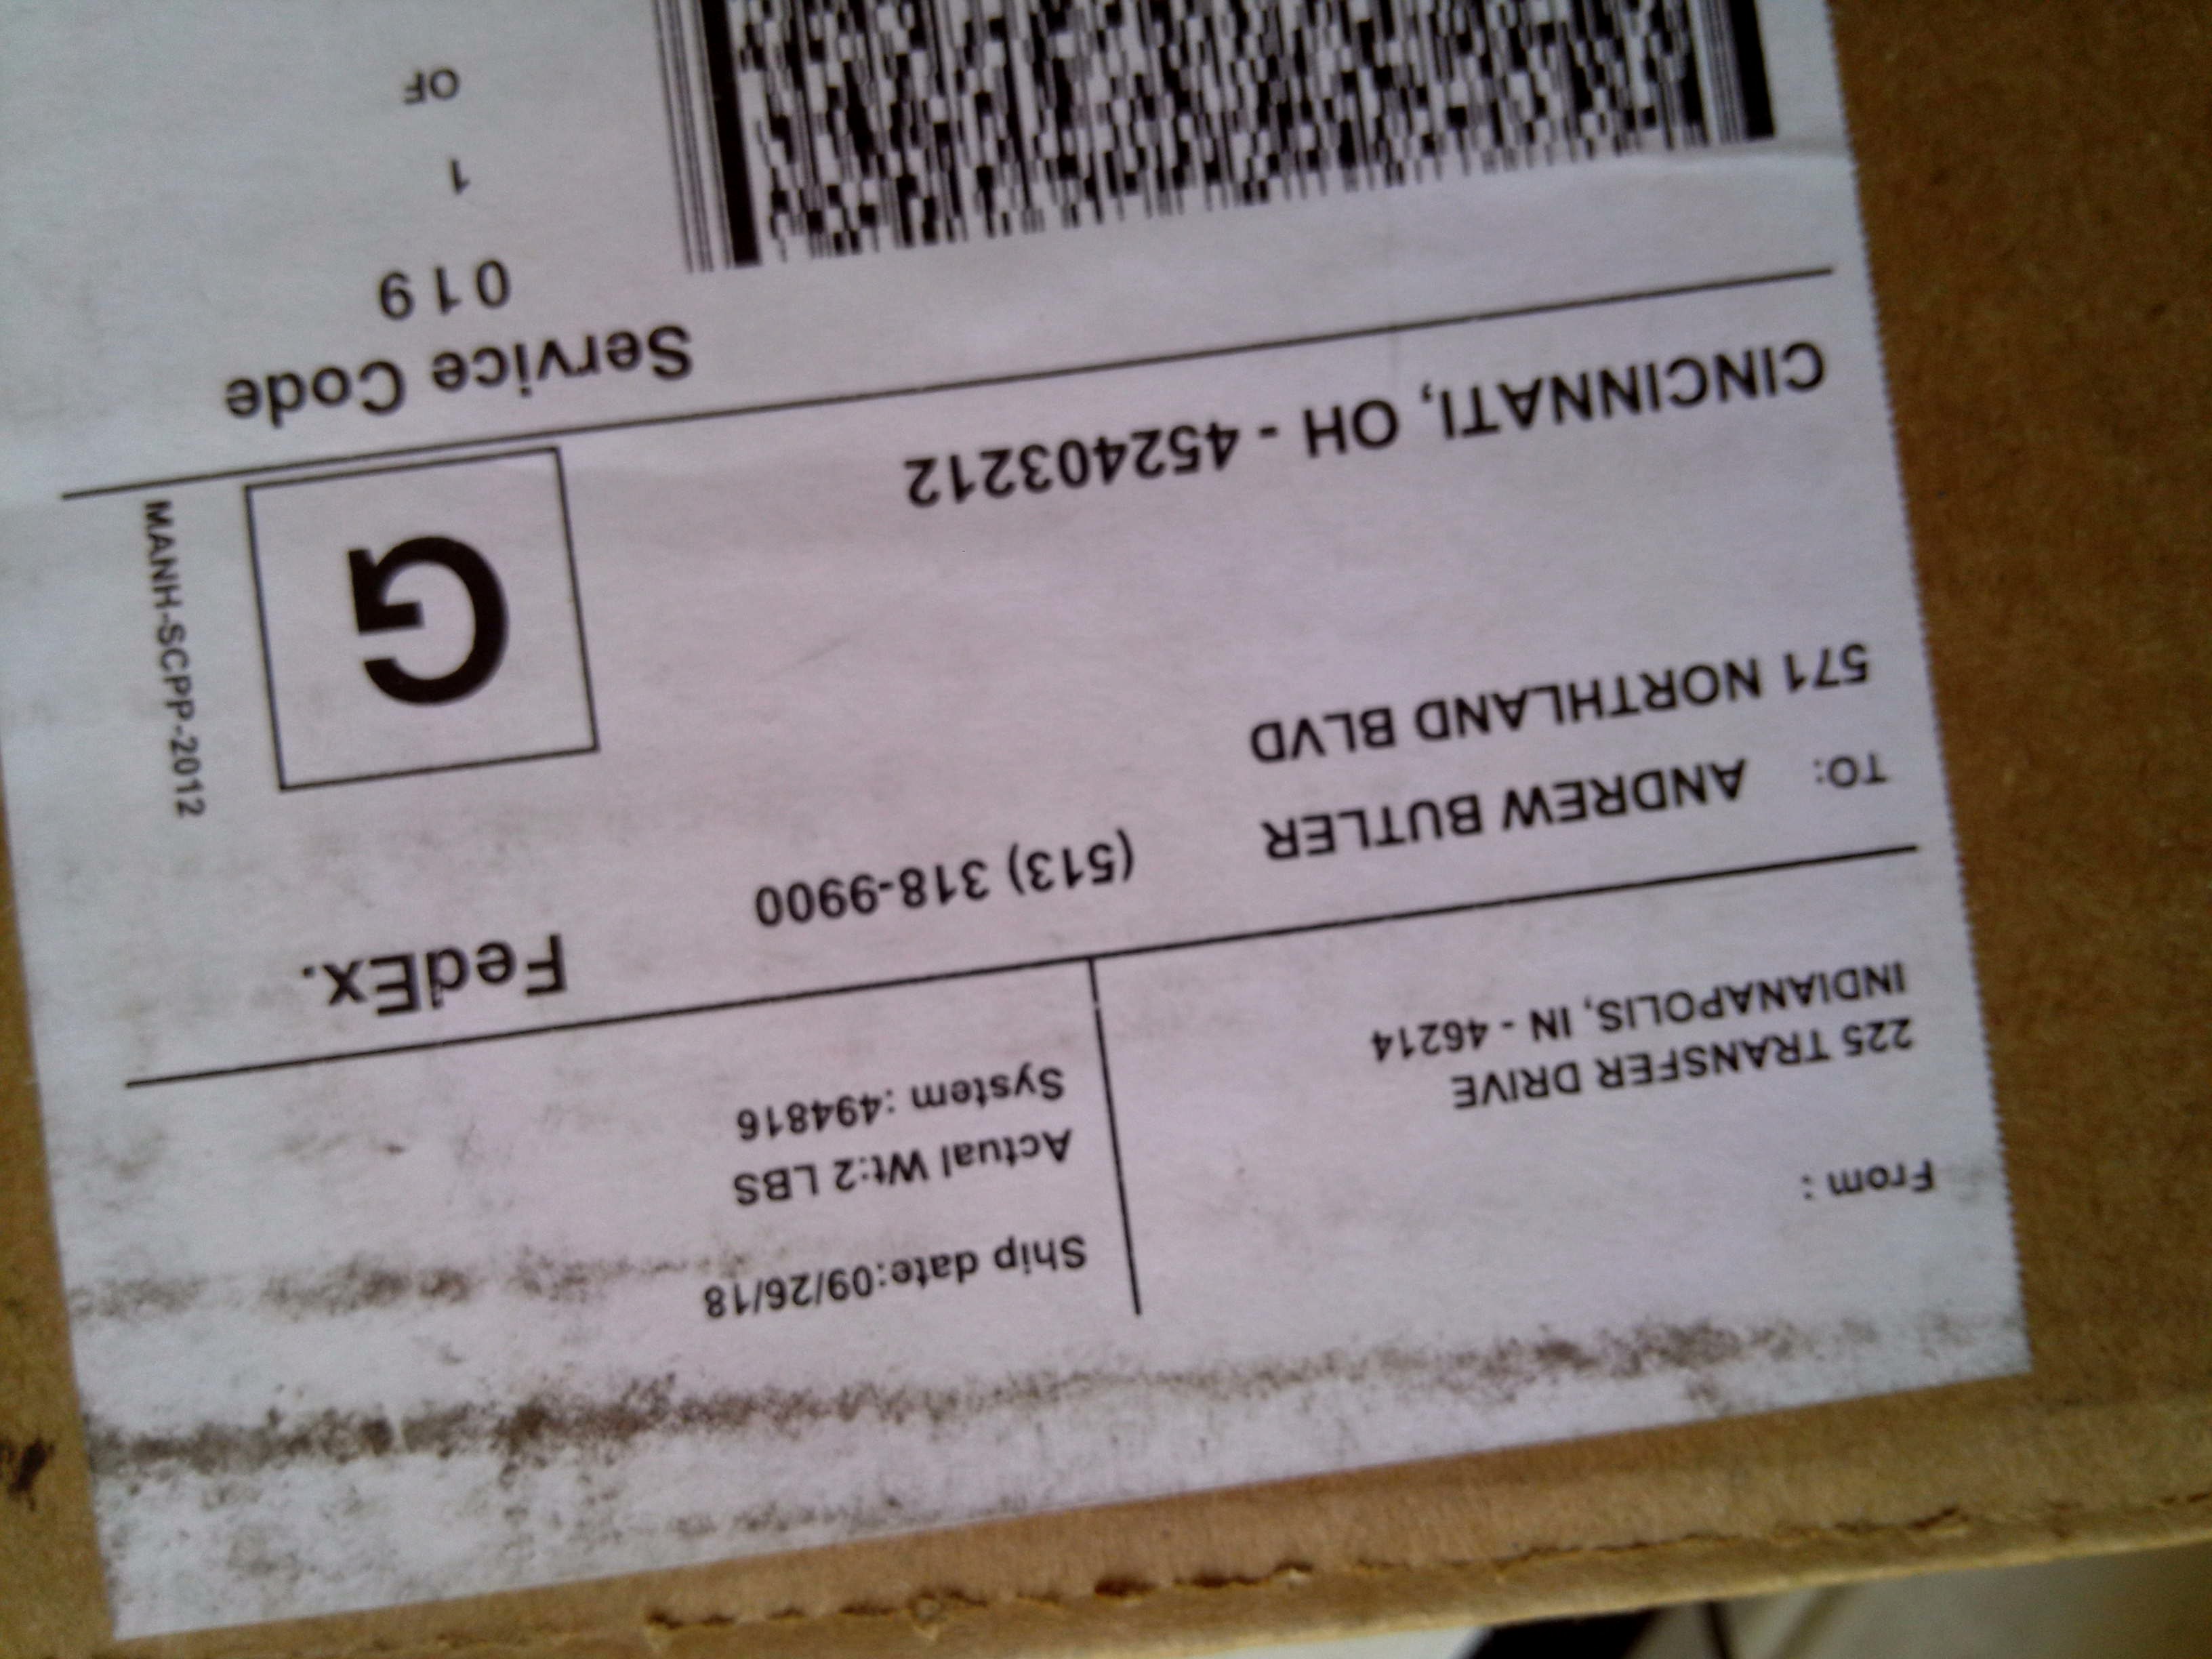 From :
225 TRANSFER DRIVE
INDIANAPOLIS, IN - 46214
Ship date:09/26/18
Actual Wt:2 LBS
System :494816
TO: ANDREW BUTLER (513) 318-9900
571 NORTHLAND BLVD
CINCINNATI, OH - 452403212
FedEx.
G
MANH-SCPP-2012
Service Code
019
1
OF